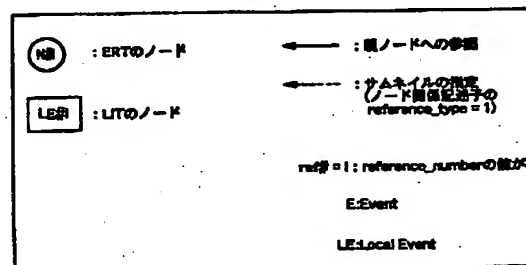 N# : ERTのノード
: 親ノードへの参照
LE# : LITのノード
: サムネイルの指定
(ノード関係記述子の
reference_type = 1)
ref# = i : reference_numberの値が
E:Event
LE:Local Event